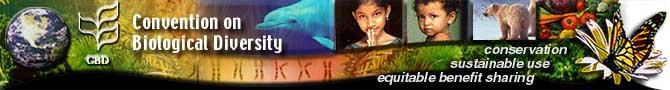 Convention on
Biological Diversity
CBD
conservation
sustainable use
equitable benefit sharing